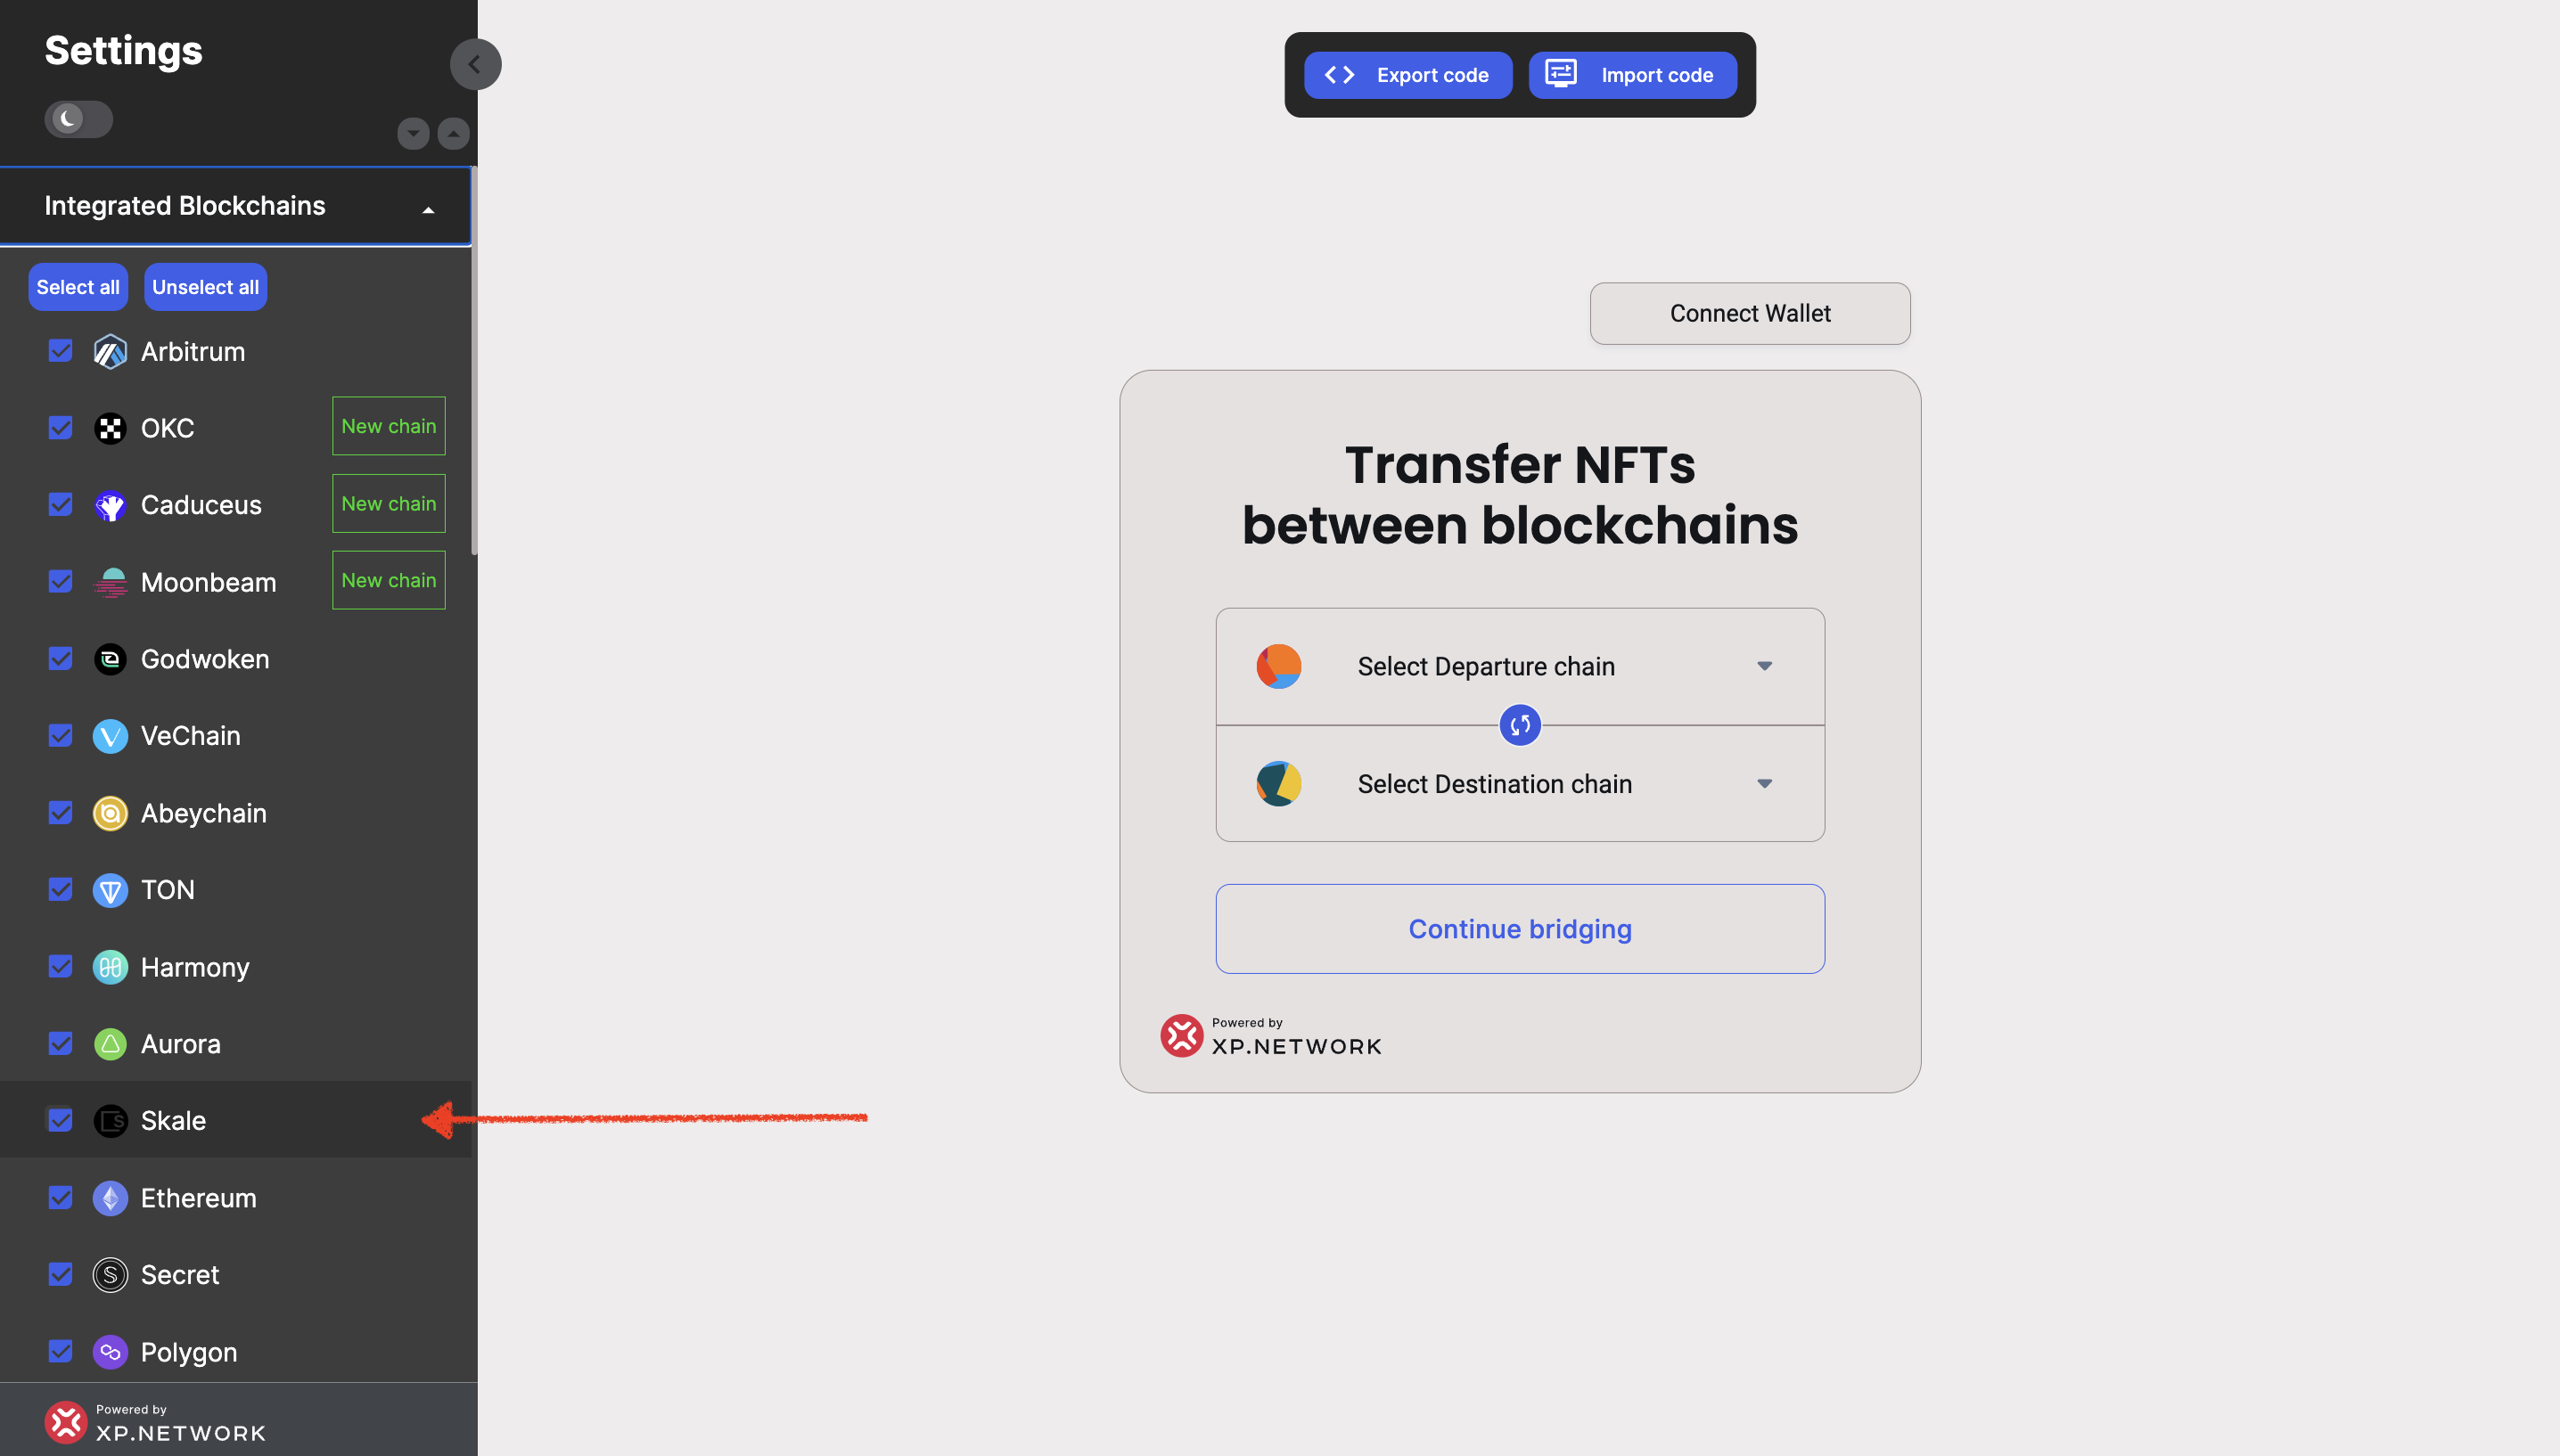 Settings
Integrated Blockchains
Select all
Unselect all
Arbitrum
OKC
New chain
Caduceus
New chain
Moonbeam
New chain
Godwoken
VeChain
Abeychain
TON
Harmony
Aurora
Skale
Ethereum
Secret
Polygon
Powered by
XP.NETWORK
Export code
Import code
Connect Wallet
Transfer NFTs
between blockchains
Select Departure chain
Select Destination chain
Continue bridging
Powered by
XP.NETWORK